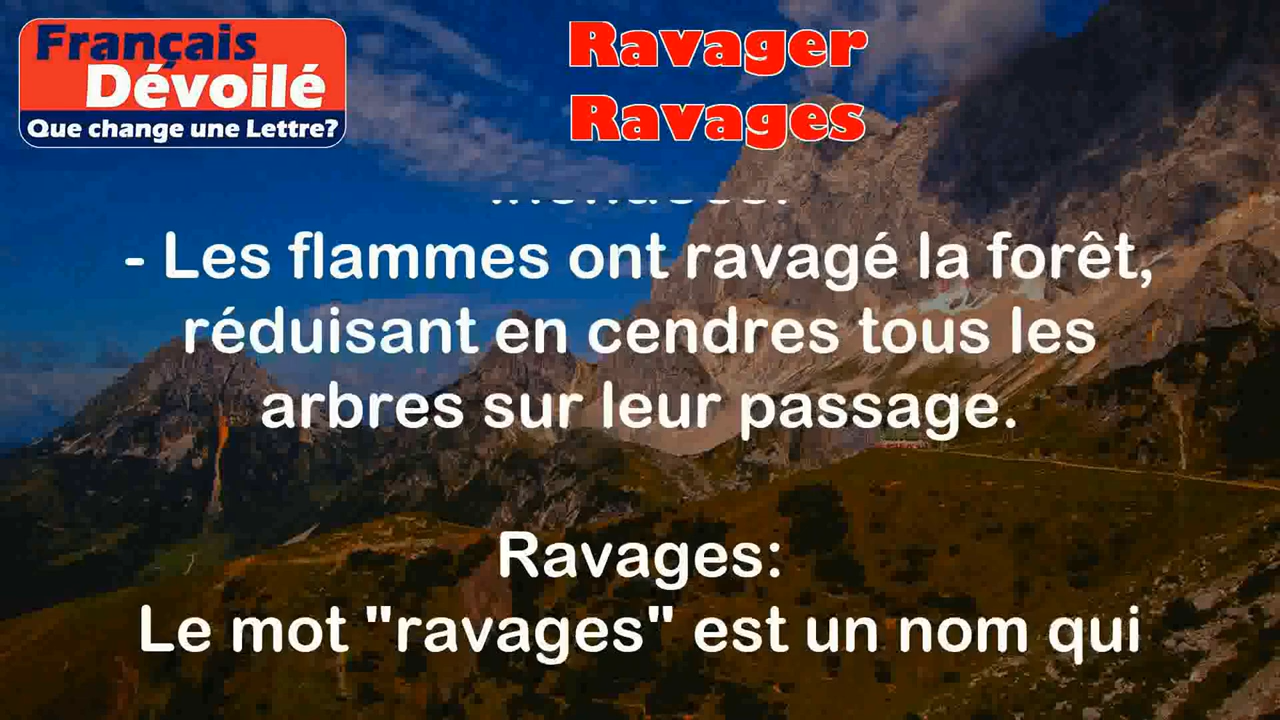 Français
Dévoilé
Que change une Lettre?
Ravager
Ravages
- Les flammes ont ravagé la forêt,
réduisant en cendres tous les
arbres sur leur passage.
Ravages:
Le mot "ravages" est un nom qui